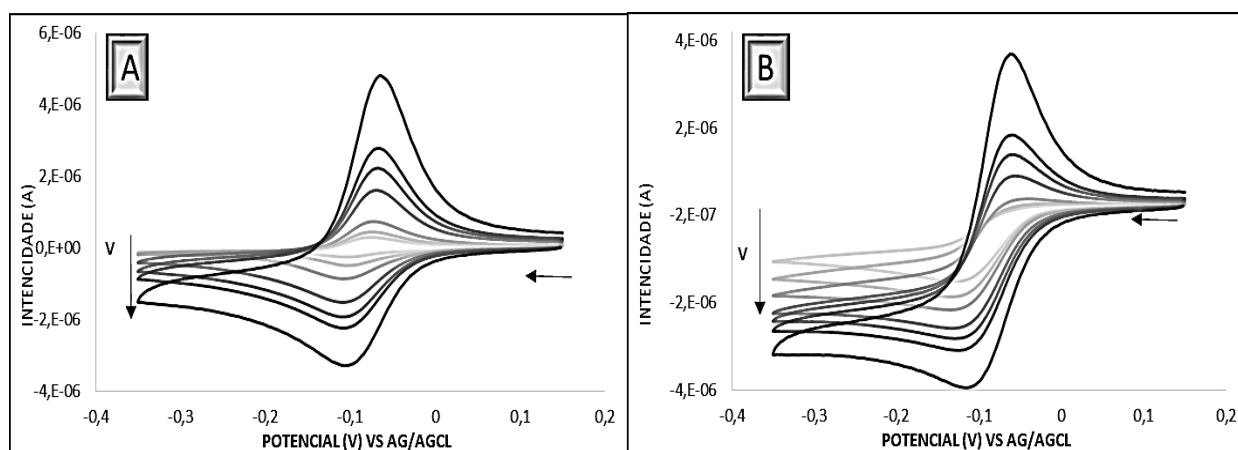 A
6,E-06
4,E-06
2,E-06
0,E+00
-2,E-06
-4,E-06
INTENCIDADE (A)
V
-0,4
-0,3
-0,2
-0,1
0
0,1
0,2
POTENCIAL (V) VS AG/AGCL
B
4,E-06
2,E-06
-2,E-07
-2,E-06
-4,E-06
INTENCIDADE (A)
V
-0,4
-0,3
-0,2
-0,1
0
0,1
0,2
POTENCIAL (V) VS AG/AGCL